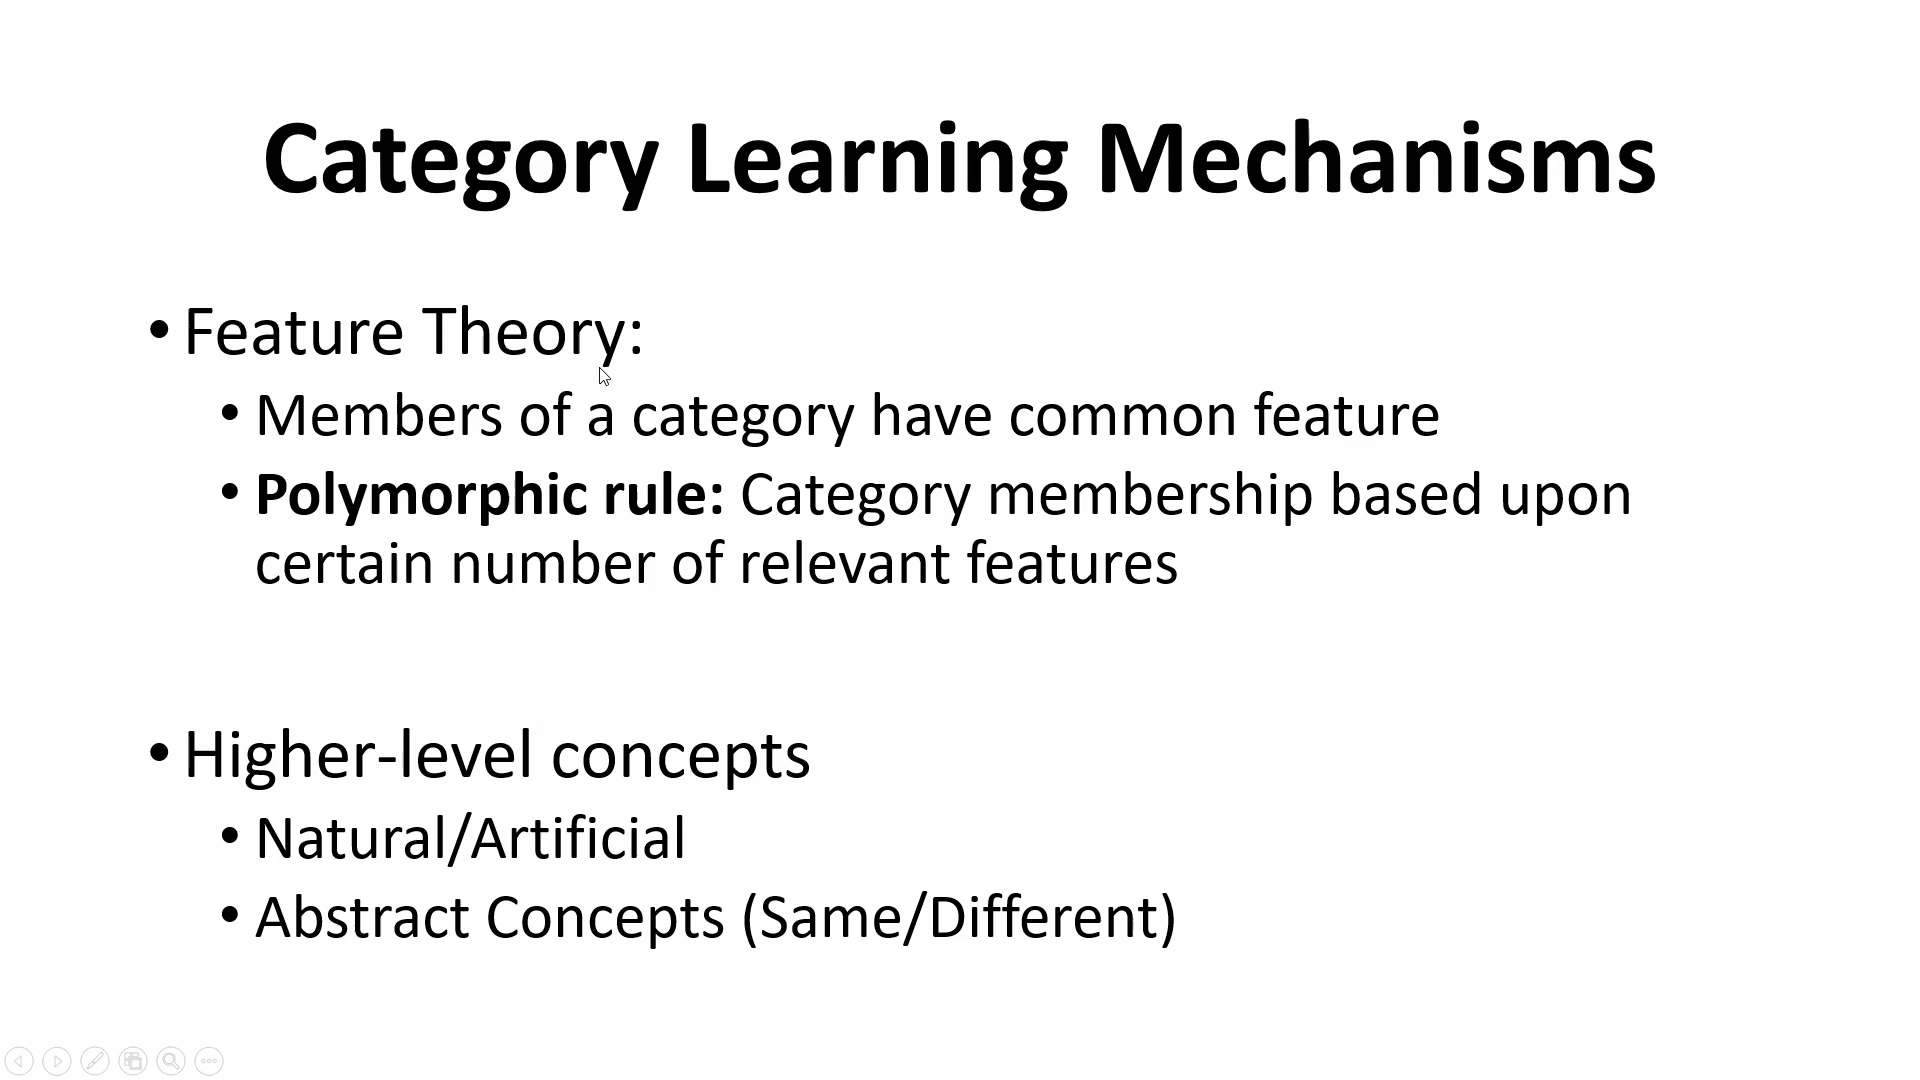 Category Learning Mechanisms
• Feature Theory:
• Members of a category have common feature
• Polymorphic rule: Category membership based upon
certain number of relevant features
• Higher-level concepts
• Natural/Artificial
• Abstract Concepts (Same/Different)